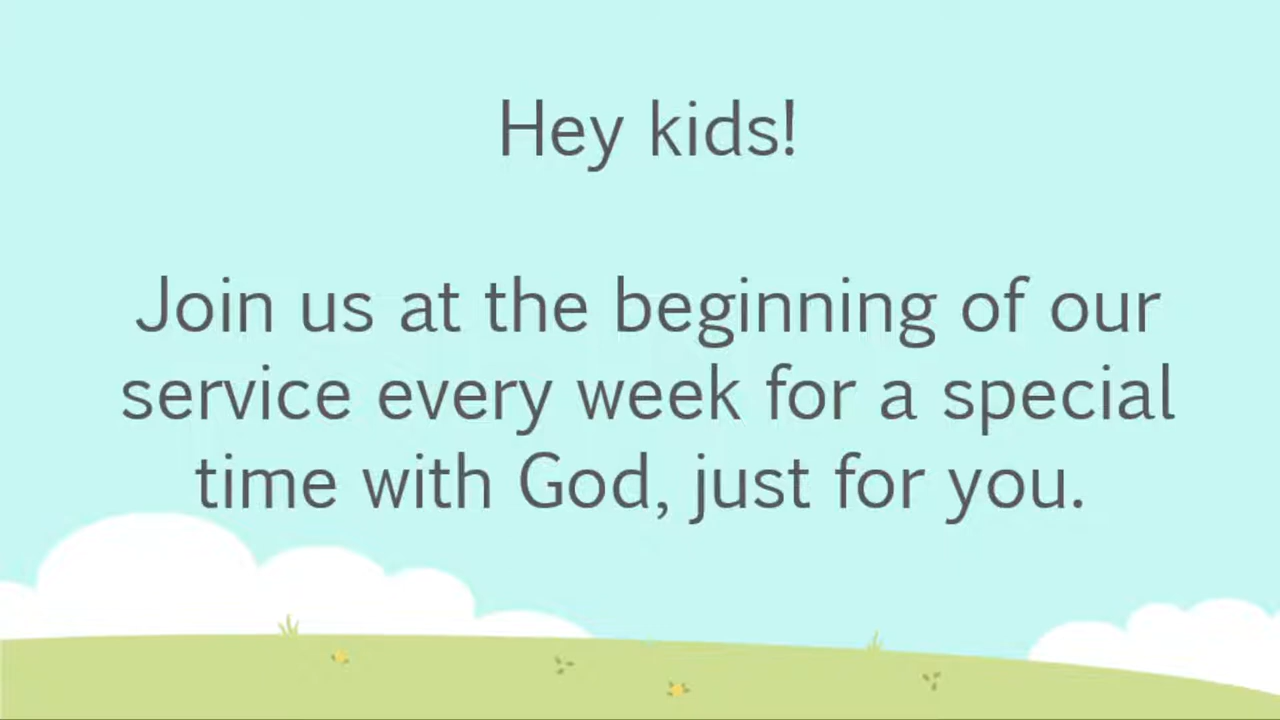 Hey kids!
Join us at the beginning of our
service every week for a special
time with God, just for you.